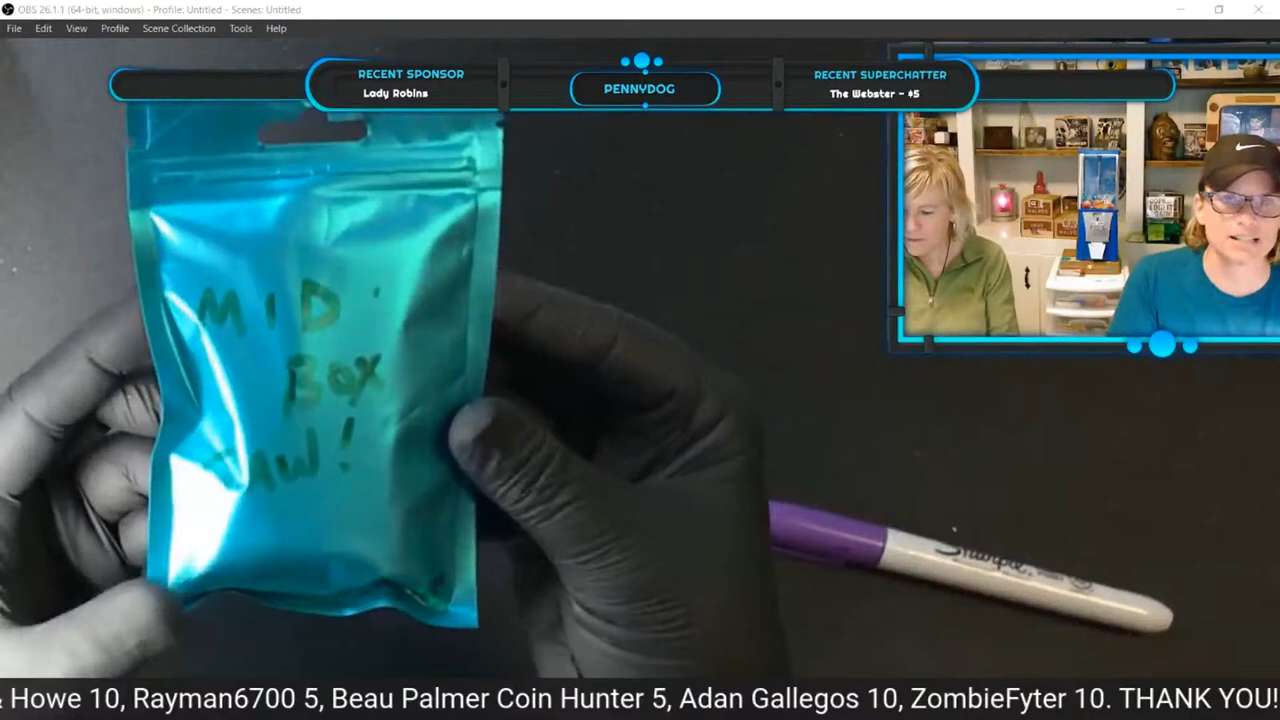 OBS 26.1.1 (64-bit, windows) - Profile: Untitled - Scenes: Untitled
File Edit View Profile Scene Collection Tools Help
RECENT SPONSOR
Lady Robins
PENNYDOG
RECENT SUPERCHATTER
The Webster - $5
MID
BOX
Sharpie
Howe 10, Rayman6700 5, Beau Palmer Coin Hunter 5, Adan Gallegos 10, ZombieFyter 10. THANK YOU!